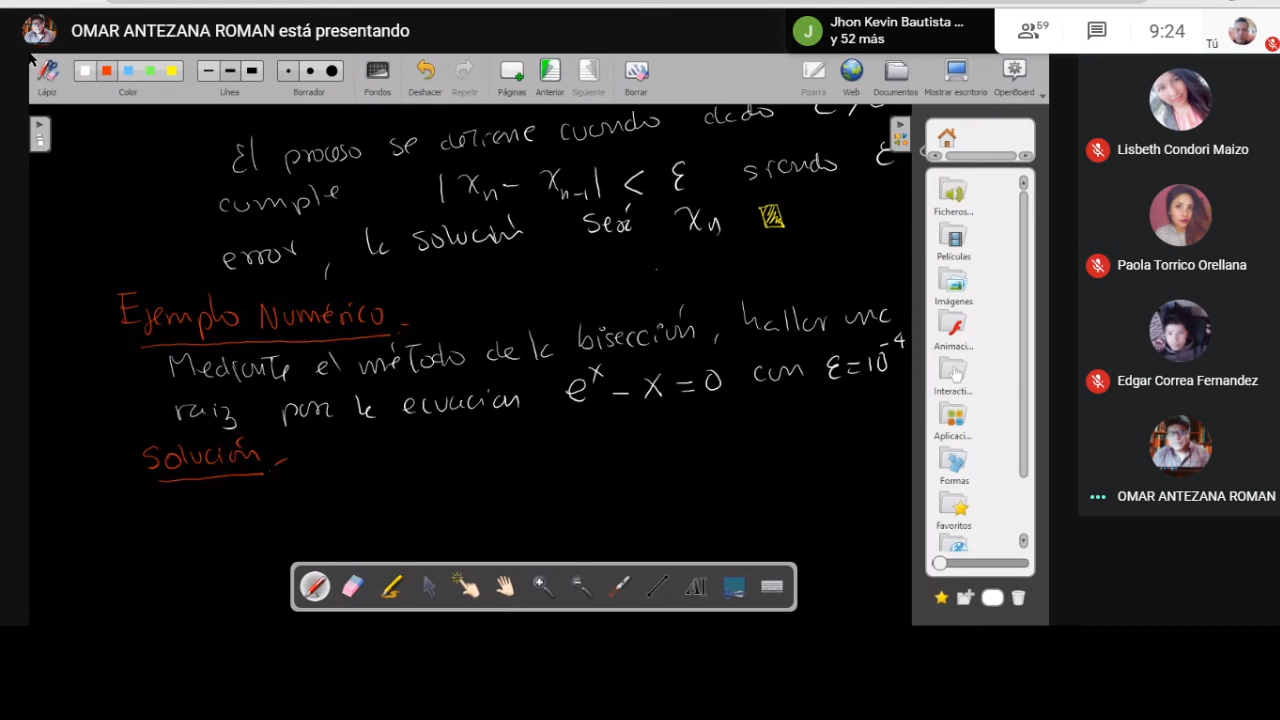 OMAR ANTEZANA ROMAN está presentando
J
Jhon Kevin Bautista ...
y 52 más
59
9:24
Tú
Lápiz
Color
Línea
Borrador
Fondos
Deshacer
Repetir
Páginas
Anterior
Siguiente
Borrar
Pizarra
Web
Documentos
Mostrar escritorio
OpenBoard
El proceso se detiene cuando dado
cumple |xn - xn-1| < ε siendo ε
error, la solución será xn
Ejemplo Numérico.-
Mediante el método de la bisección, hallar una
raiz para la ecuación e^x - x = 0 con ε=10^-4
Solución.-
Ficheros...
Películas
Imágenes
Animaci...
Interacti...
Aplicaci...
Formas
Favoritos
AI
Lisbeth Condori Maizo
Paola Torrico Orellana
Edgar Correa Fernandez
OMAR ANTEZANA ROMAN